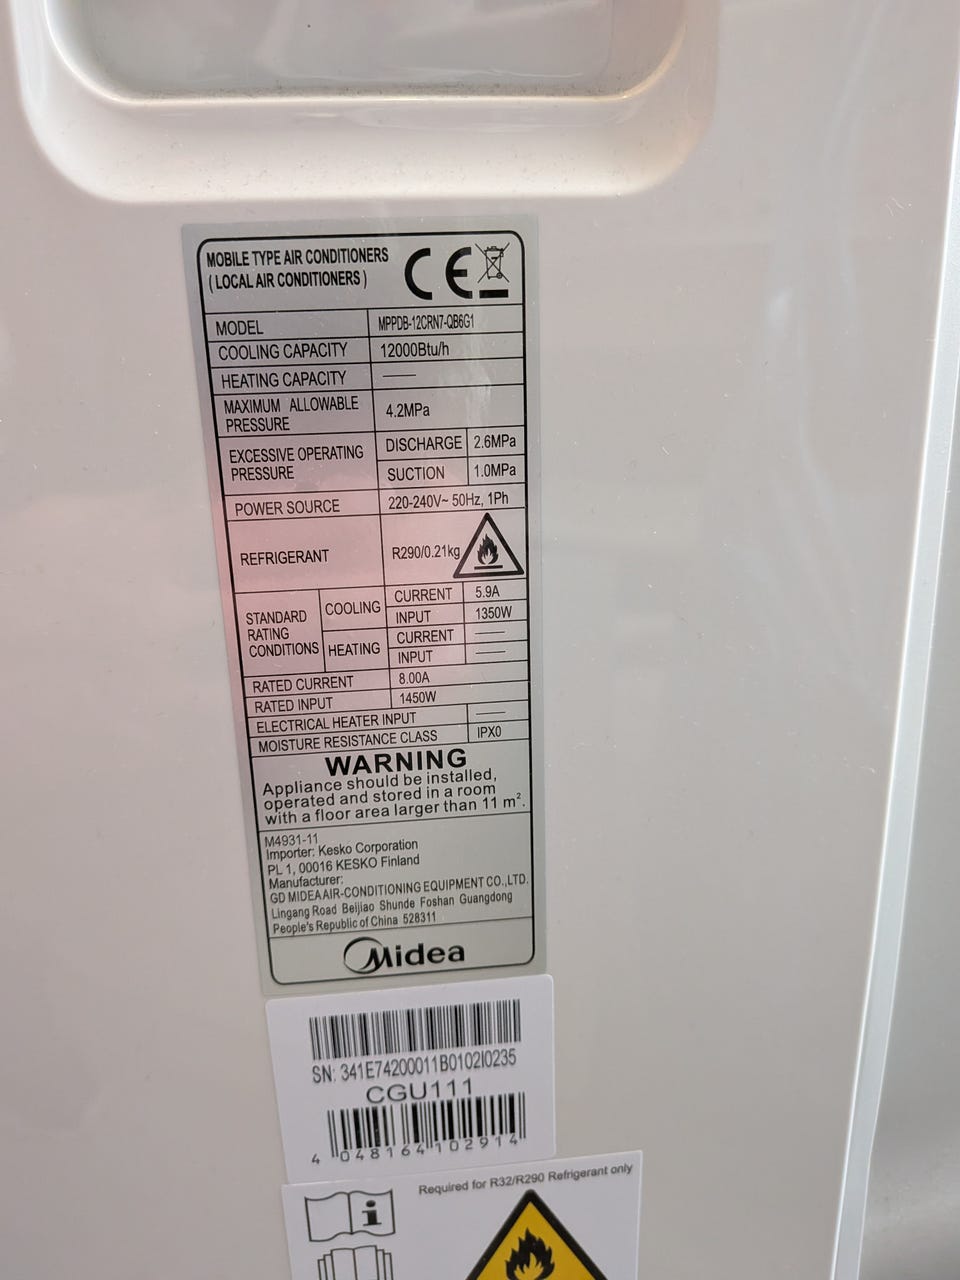 MOBILE TYPE AIR CONDITIONERS
( LOCAL AIR CONDITIONERS )
CE
MODEL MPPDB-12CRN7-QB6G1
COOLING CAPACITY 12000Btu/h
HEATING CAPACITY ——
MAXIMUM ALLOWABLE PRESSURE 4.2MPa
EXCESSIVE OPERATING PRESSURE DISCHARGE 2.6MPa
SUCTION 1.0MPa
POWER SOURCE 220-240V~ 50Hz, 1Ph
REFRIGERANT R290/0.21kg
STANDARD RATING CONDITIONS COOLING CURRENT 5.9A
INPUT 1350W
HEATING CURRENT ——
INPUT ——
RATED CURRENT 8.00A
RATED INPUT 1450W
ELECTRICAL HEATER INPUT ——
MOISTURE RESISTANCE CLASS IPX0
WARNING
Appliance should be installed,
operated and stored in a room
with a floor area larger than 11 m².
M4931-11
Importer: Kesko Corporation
PL 1, 00016 KESKO Finland
Manufacturer:
GD MIDEA AIR-CONDITIONING EQUIPMENT CO.,LTD.
Lingang Road Beijiao Shunde Foshan Guangdong
People's Republic of China 528311
Midea
SN: 341E74200011B0102I0235
CGU111
4 048164 102914
Required for R32/R290 Refrigerant only